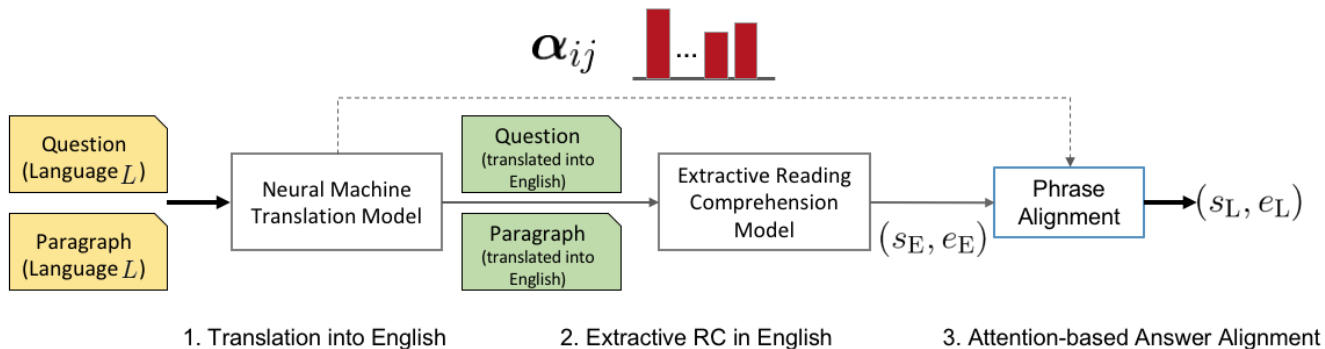 α_{ij}
...
Question
(Language L)
Paragraph
(Language L)
Neural Machine
Translation Model
Question
(translated into
English)
Paragraph
(translated into
English)
Extractive Reading
Comprehension
Model
(s_E, e_E)
Phrase
Alignment
(s_L, e_L)
1. Translation into English
2. Extractive RC in English
3. Attention-based Answer Alignment